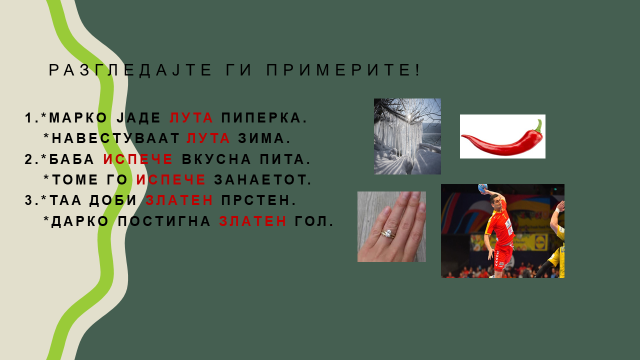 РАЗГЛЕДАЈТЕ ГИ ПРИМЕРИТЕ!
1.*МАРКО ЈАДЕ ЛУТА ПИПЕРКА.
*НАВЕСТУВААТ ЛУТА ЗИМА.
2.*БАБА ИСПЕЧЕ ВКУСНА ПИТА.
*ТОМЕ ГО ИСПЕЧЕ ЗАНАЕТОТ.
3.*ТАА ДОБИ ЗЛАТЕН ПРСТЕН.
*ДАРКО ПОСТИГНА ЗЛАТЕН ГОЛ.